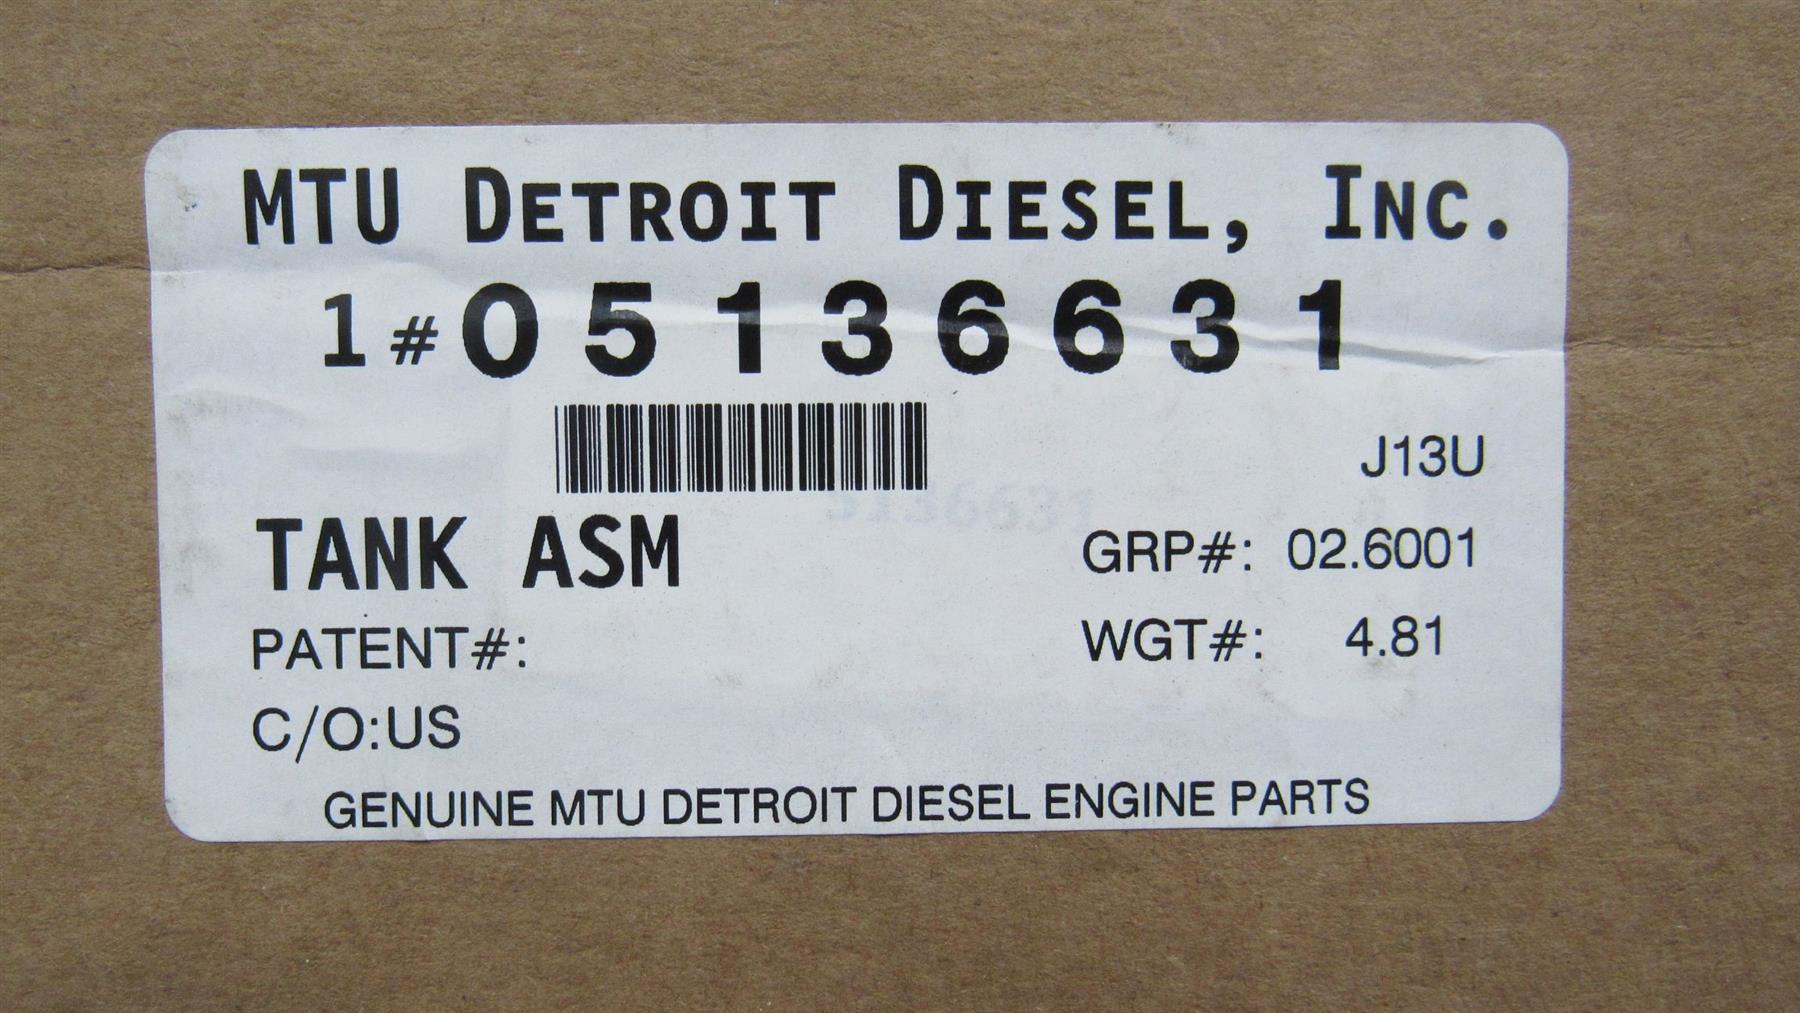 MTU DETROIT DIESEL, INC.
1 # 05136631
J13U
TANK ASM
GRP#: 02.6001
PATENT#:
WGT#: 4.81
C/O:US
GENUINE MTU DETROIT DIESEL ENGINE PARTS
5136631